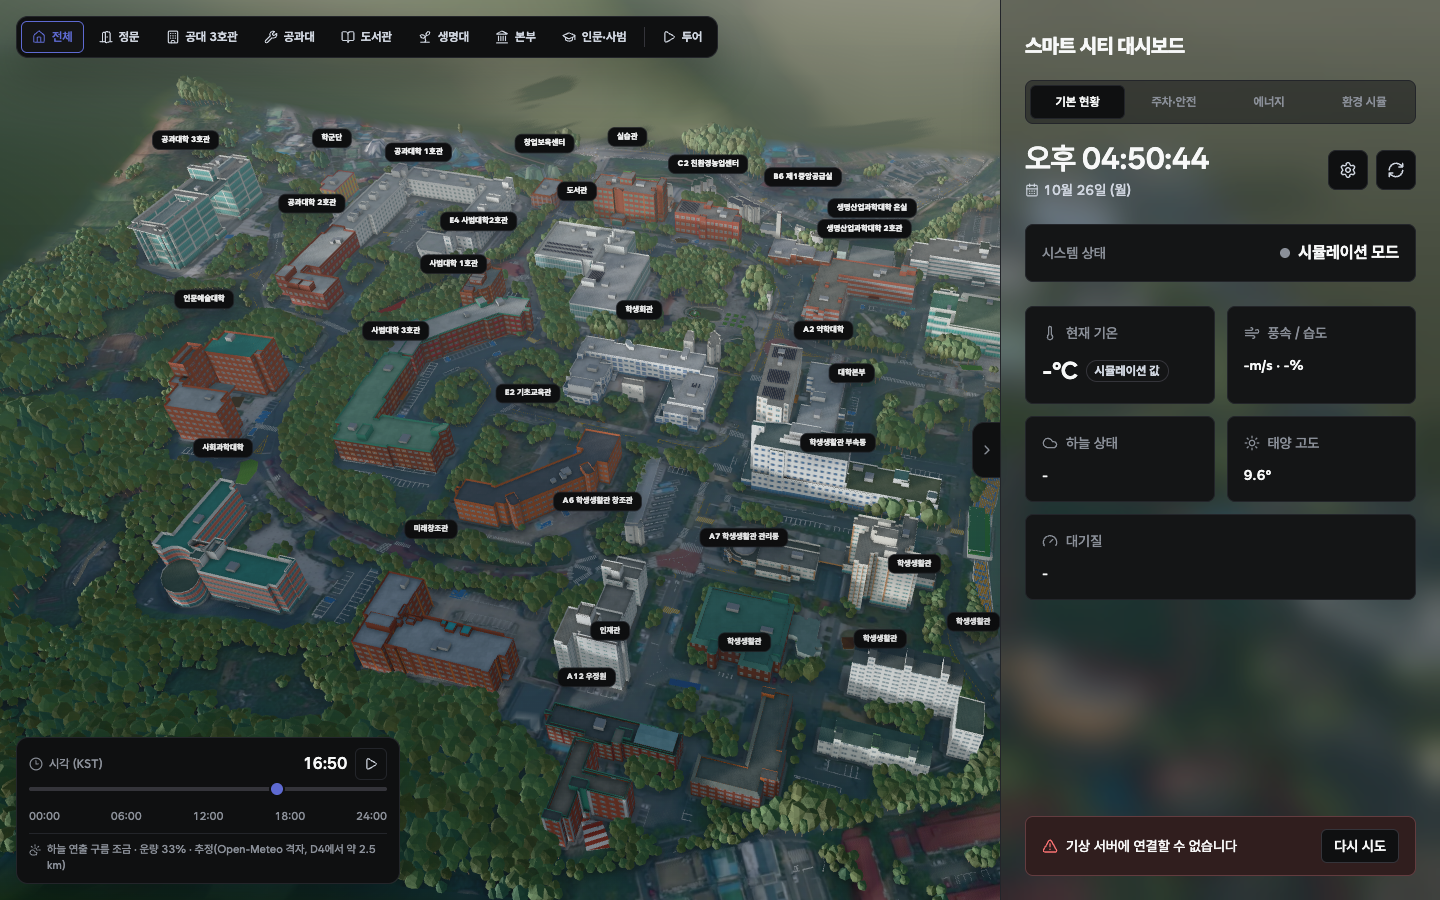 전체 정문 공대 3호관 공과대 도서관 생명대 본부 인문·사범 투어
공과대학 3호관
학군단
공과대학 1호관
창업보육센터
실습관
C2 친환경농업센터
B6 제1중앙공급실
공과대학 2호관
도서관
E4 사범대학2호관
생명산업과학대학 온실
생명산업과학대학 2호관
사범대학 1호관
인문예술대학
학생회관
사범대학 3호관
A2 약학대학
대학본부
E2 기초교육관
사회과학대학
학생생활관 부속동
A6 학생생활관 창조관
미래창조관
A7 학생생활관 관리동
학생생활관
학생생활관
인재관
학생생활관
학생생활관
A12 우정원
시각 (KST) 16:50
00:00 06:00 12:00 18:00 24:00
하늘 연출 구름 조금 · 운량 33% · 추정(Open-Meteo 격자, D4에서 약 2.5
km)
스마트 시티 대시보드
기본 현황 주차·안전 에너지 환경 시뮬
오후 04:50:44
10월 26일 (월)
시스템 상태 시뮬레이션 모드
현재 기온
-°C 시뮬레이션 값
풍속 / 습도
-m/s · -%
하늘 상태
-
태양 고도
9.6°
대기질
-
기상 서버에 연결할 수 없습니다 다시 시도